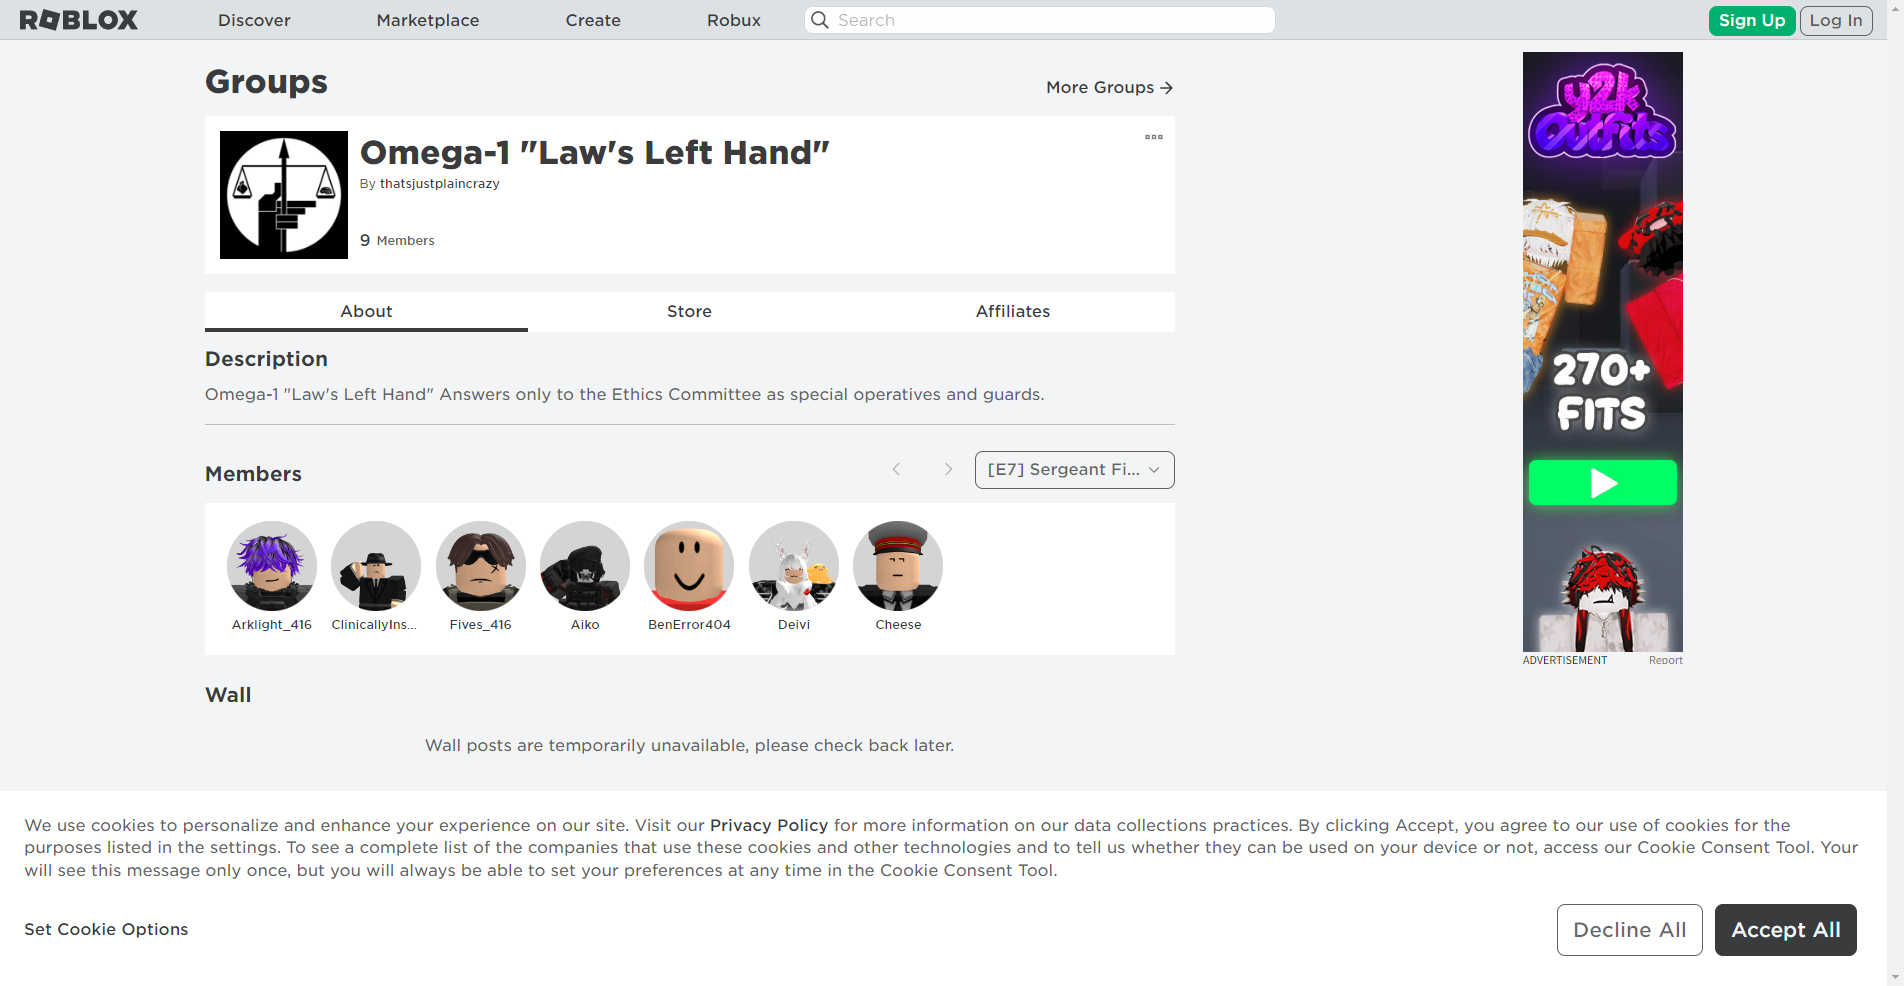 ROBLOX
Discover
Marketplace
Create
Robux
Search
Sign Up
Log In
Groups
More Groups
Omega-1 "Law's Left Hand"
By thatsjustplaincrazy
9 Members
About
Store
Affiliates
Description
Omega-1 "Law's Left Hand" Answers only to the Ethics Committee as special operatives and guards.
Members
[E7] Sergeant Fi...
Arklight_416
ClinicallyIns...
Fives_416
Aiko
BenError404
Deivi
Cheese
Wall
Wall posts are temporarily unavailable, please check back later.
y2k
Outfits
270+
FITS
ADVERTISEMENT
Report
We use cookies to personalize and enhance your experience on our site. Visit our Privacy Policy for more information on our data collections practices. By clicking Accept, you agree to our use of cookies for the
purposes listed in the settings. To see a complete list of the companies that use these cookies and other technologies and to tell us whether they can be used on your device or not, access our Cookie Consent Tool. Your
will see this message only once, but you will always be able to set your preferences at any time in the Cookie Consent Tool.
Set Cookie Options
Decline All
Accept All